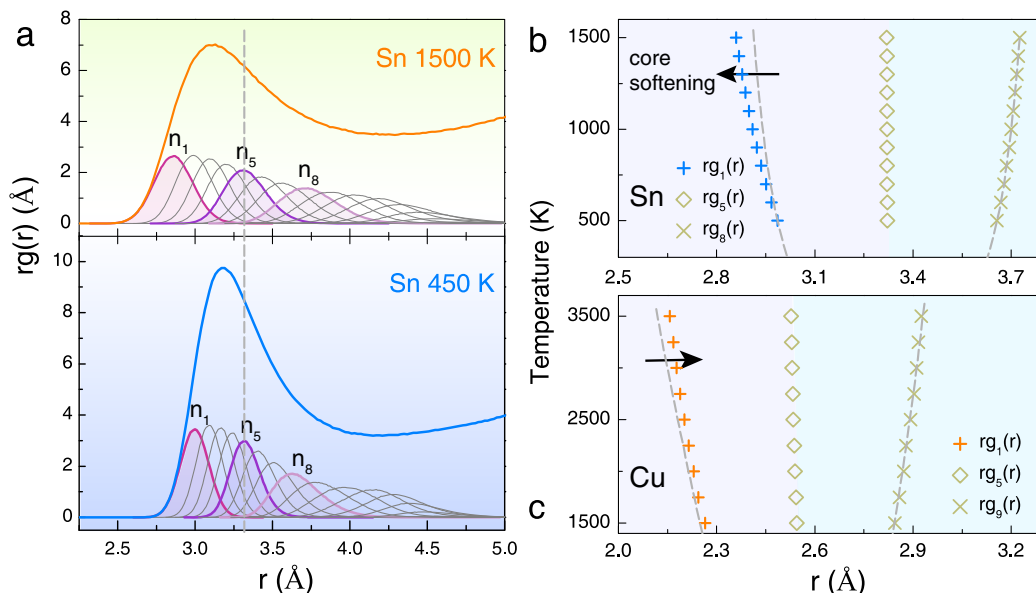 a
8
6
4
2
0
Sn 1500 K
n1
n5
n8
rg(r) (Å)
10
8
6
4
2
0
Sn 450 K
n1
n5
n8
2.5
3.0
3.5
4.0
4.5
5.0
r (Å)
b
1500
1000
500
core
softening
Sn
rg1(r)
rg5(r)
rg8(r)
2.5
2.8
3.1
3.4
3.7
Temperature (K)
3500
2500
1500
Cu
c
rg1(r)
rg5(r)
rg9(r)
2.0
2.3
2.6
2.9
3.2
r (Å)